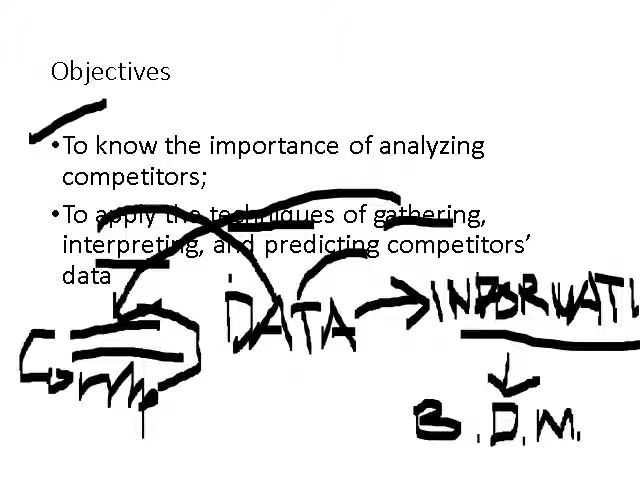 Objectives
•To know the importance of analyzing
competitors;
•To apply the techniques of gathering,
interpreting, and predicting competitors’
data
DATA → INFORMATI
B.D.M.